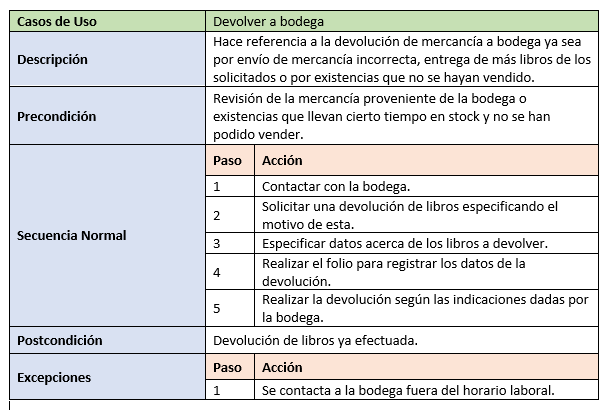 Casos de Uso Devolver a bodega
Descripción
Hace referencia a la devolución de mercancía a bodega ya sea
por envío de mercancía incorrecta, entrega de más libros de los
solicitados o por existencias que no se hayan vendido.
Precondición
Revisión de la mercancía proveniente de la bodega o
existencias que llevan cierto tiempo en stock y no se han
podido vender.
Secuencia Normal
Paso Acción
1 Contactar con la bodega.
2 Solicitar una devolución de libros especificando el
motivo de esta.
3 Especificar datos acerca de los libros a devolver.
4 Realizar el folio para registrar los datos de la
devolución.
5 Realizar la devolución según las indicaciones dadas por
la bodega.
Postcondición Devolución de libros ya efectuada.
Excepciones
Paso Acción
1 Se contacta a la bodega fuera del horario laboral.